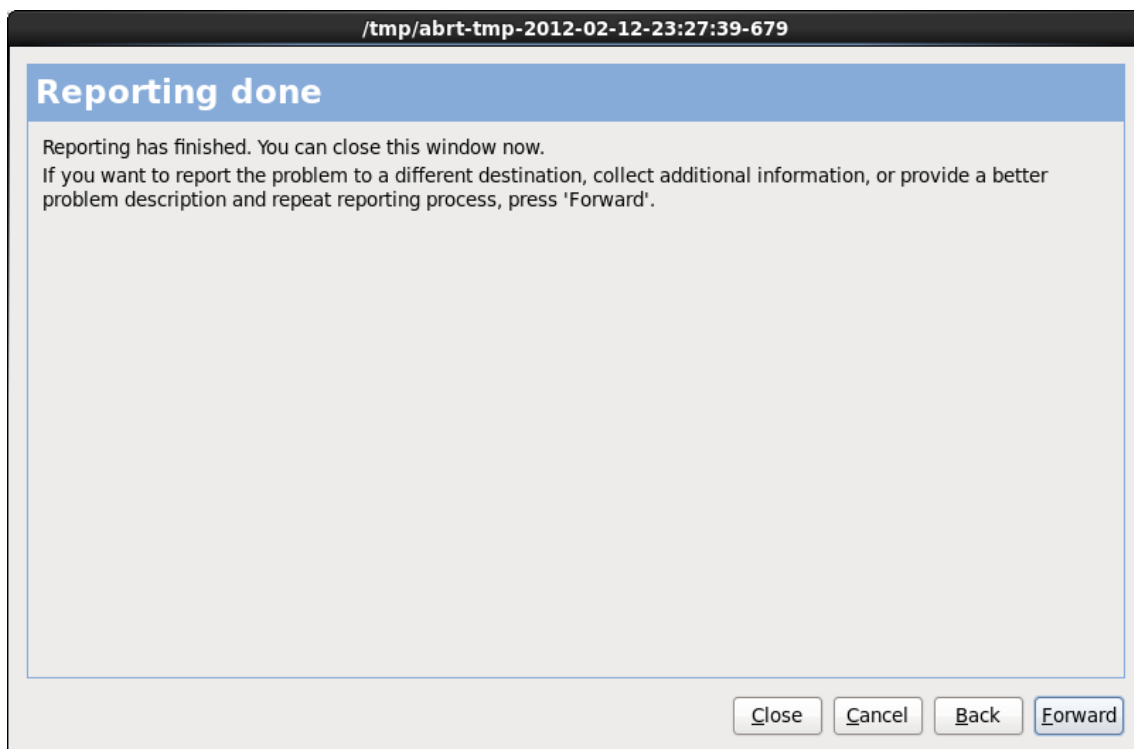 /tmp/abrt-tmp-2012-02-12-23:27:39-679
Reporting done
Reporting has finished. You can close this window now.
If you want to report the problem to a different destination, collect additional information, or provide a better
problem description and repeat reporting process, press 'Forward'.
Close Cancel Back Forward